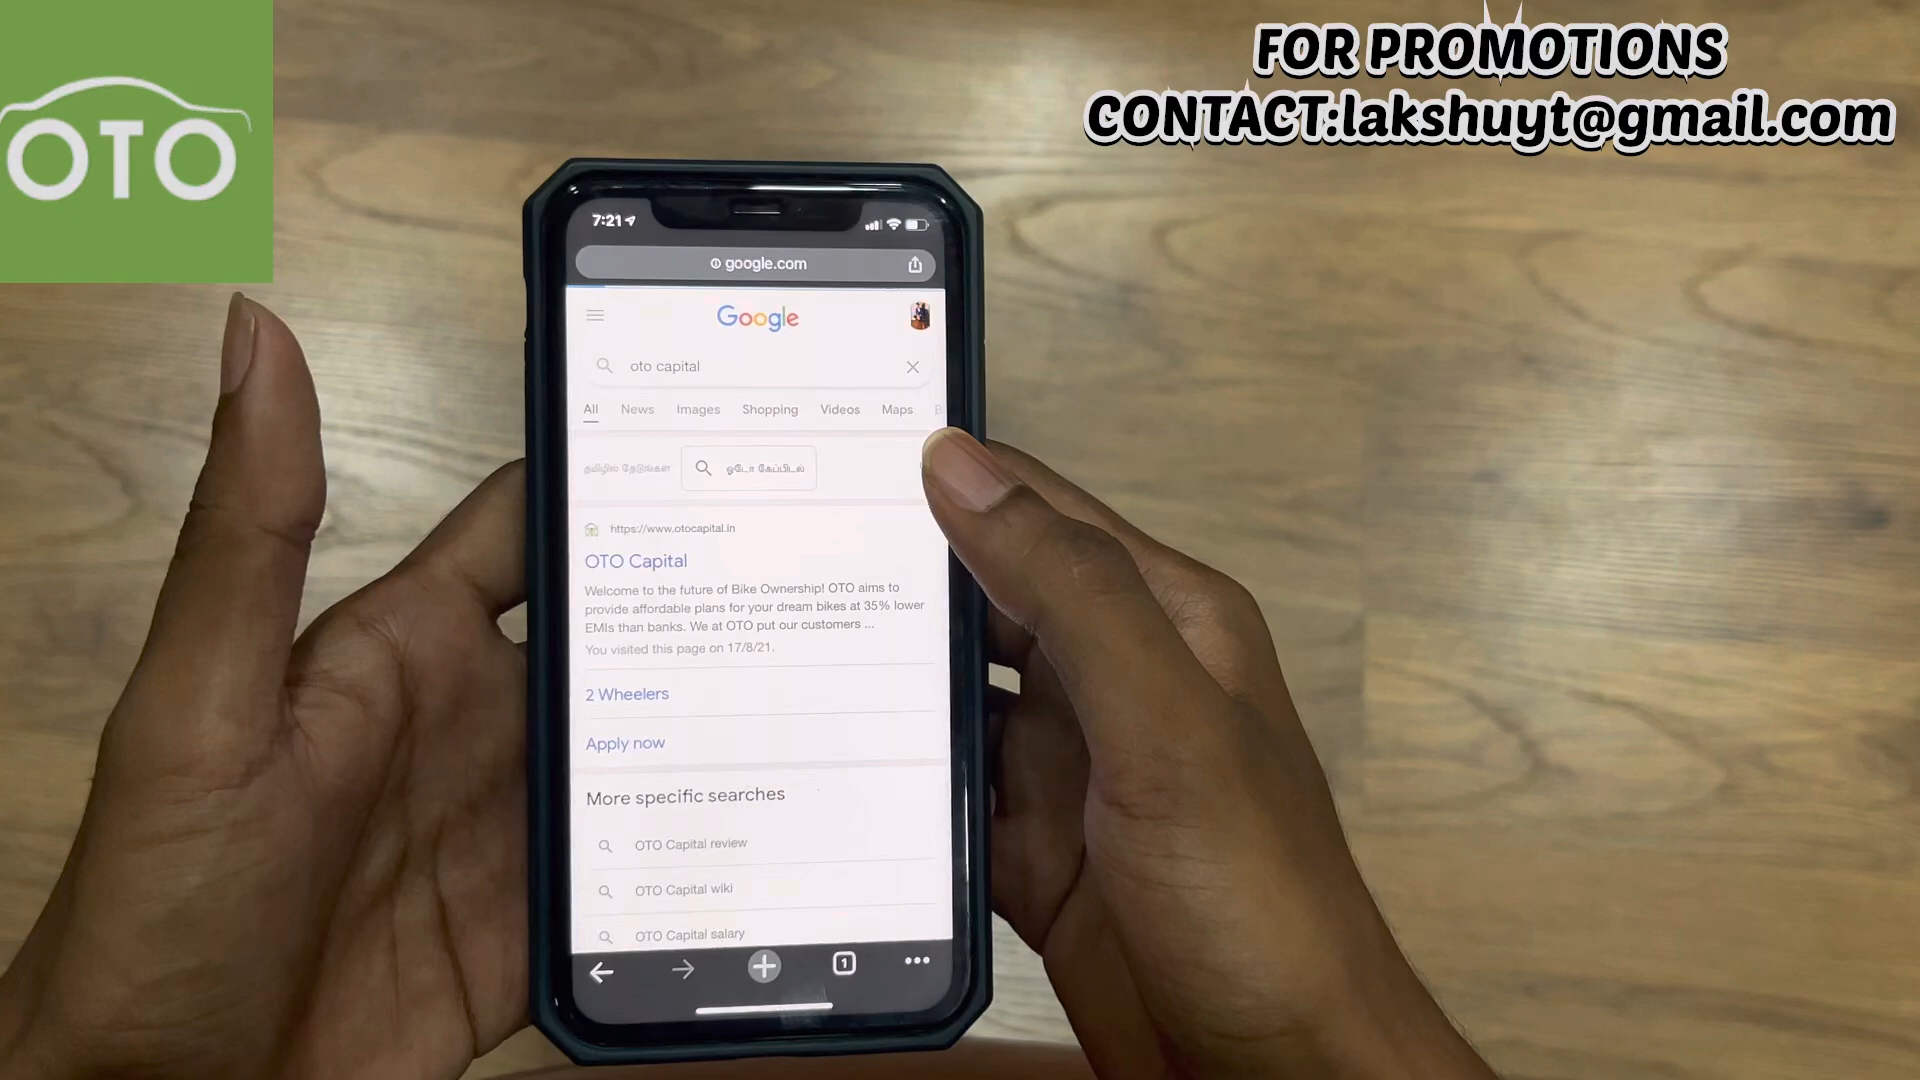 OTO
FOR PROMOTIONS
CONTACT:lakshuyt@gmail.com
7:21
google.com
Google
oto capital
All News Images Shopping Videos Maps
தமிழில் தேடுங்கள் ஓடோ கேப்பிடல்
https://www.otocapital.in
OTO Capital
Welcome to the future of Bike Ownership! OTO aims to
provide affordable plans for your dream bikes at 35% lower
EMIs than banks. We at OTO put our customers ...
You visited this page on 17/8/21.
2 Wheelers
Apply now
More specific searches
OTO Capital review
OTO Capital wiki
OTO Capital salary
1